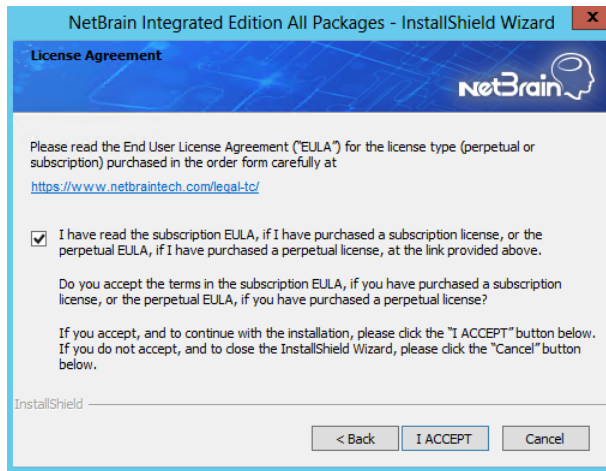 NetBrain Integrated Edition All Packages - InstallShield Wizard x
License Agreement
NetBrain
Please read the End User License Agreement ("EULA") for the license type (perpetual or
subscription) purchased in the order form carefully at
https://www.netbraintech.com/legal-tc/
I have read the subscription EULA, if I have purchased a subscription license, or the
perpetual EULA, if I have purchased a perpetual license, at the link provided above.
Do you accept the terms in the subscription EULA, if you have purchased a subscription
license, or the perpetual EULA, if you have purchased a perpetual license?
If you accept, and to continue with the installation, please click the "I ACCEPT" button below.
If you do not accept, and to close the InstallShield Wizard, please click the "Cancel" button
below.
InstallShield
< Back I ACCEPT Cancel